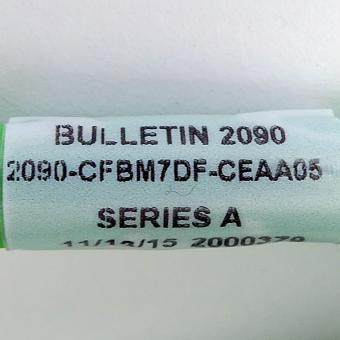 BULLETIN 2090
2090-CFBM7DF-CEAA05
SERIES A